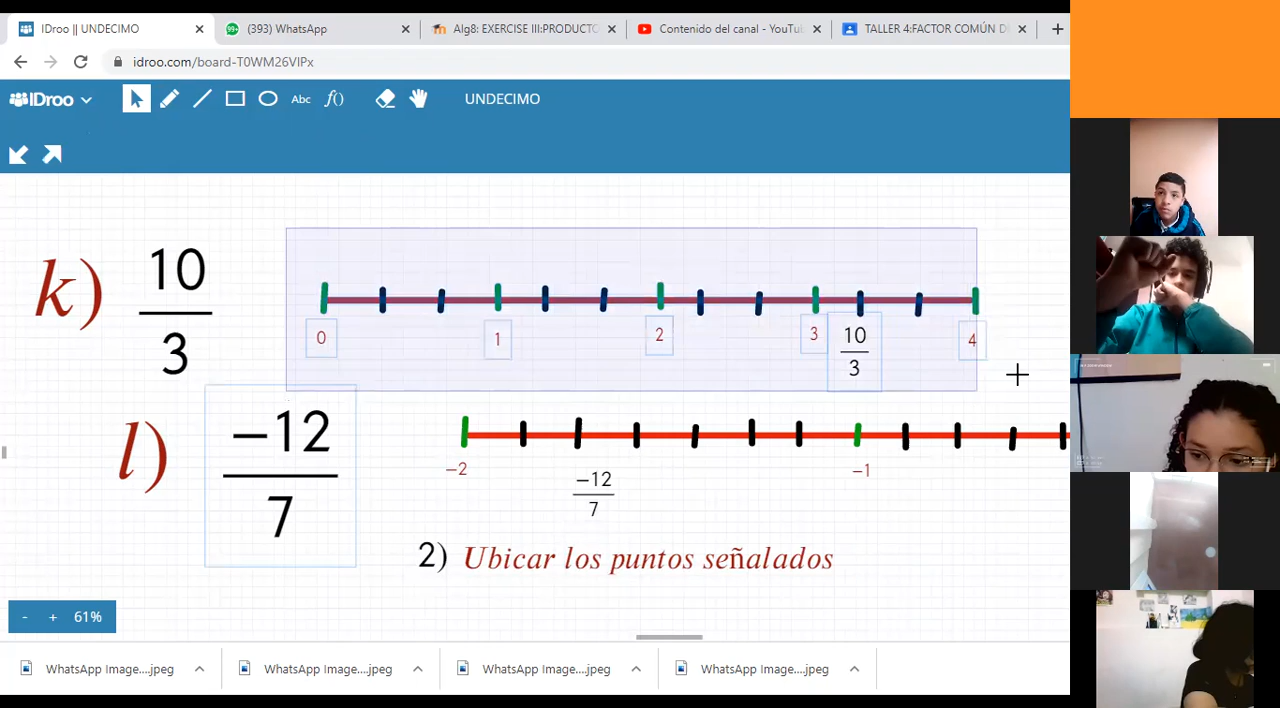 IDroo || UNDECIMO
99+ (393) WhatsApp
Alg8: EXERCISE III:PRODUCTO
Contenido del canal - YouTu
TALLER 4:FACTOR COMÚN D
idroo.com/board-T0WM26VIPx
IDroo
Abc
f()
UNDECIMO
k) 10
3
0 1 2 3 10 4
3
l) −12
7
−2 −12 −1
7
2) Ubicar los puntos señalados
- + 61%
WhatsApp Image....jpeg
WhatsApp Image....jpeg
WhatsApp Image....jpeg
WhatsApp Image....jpeg